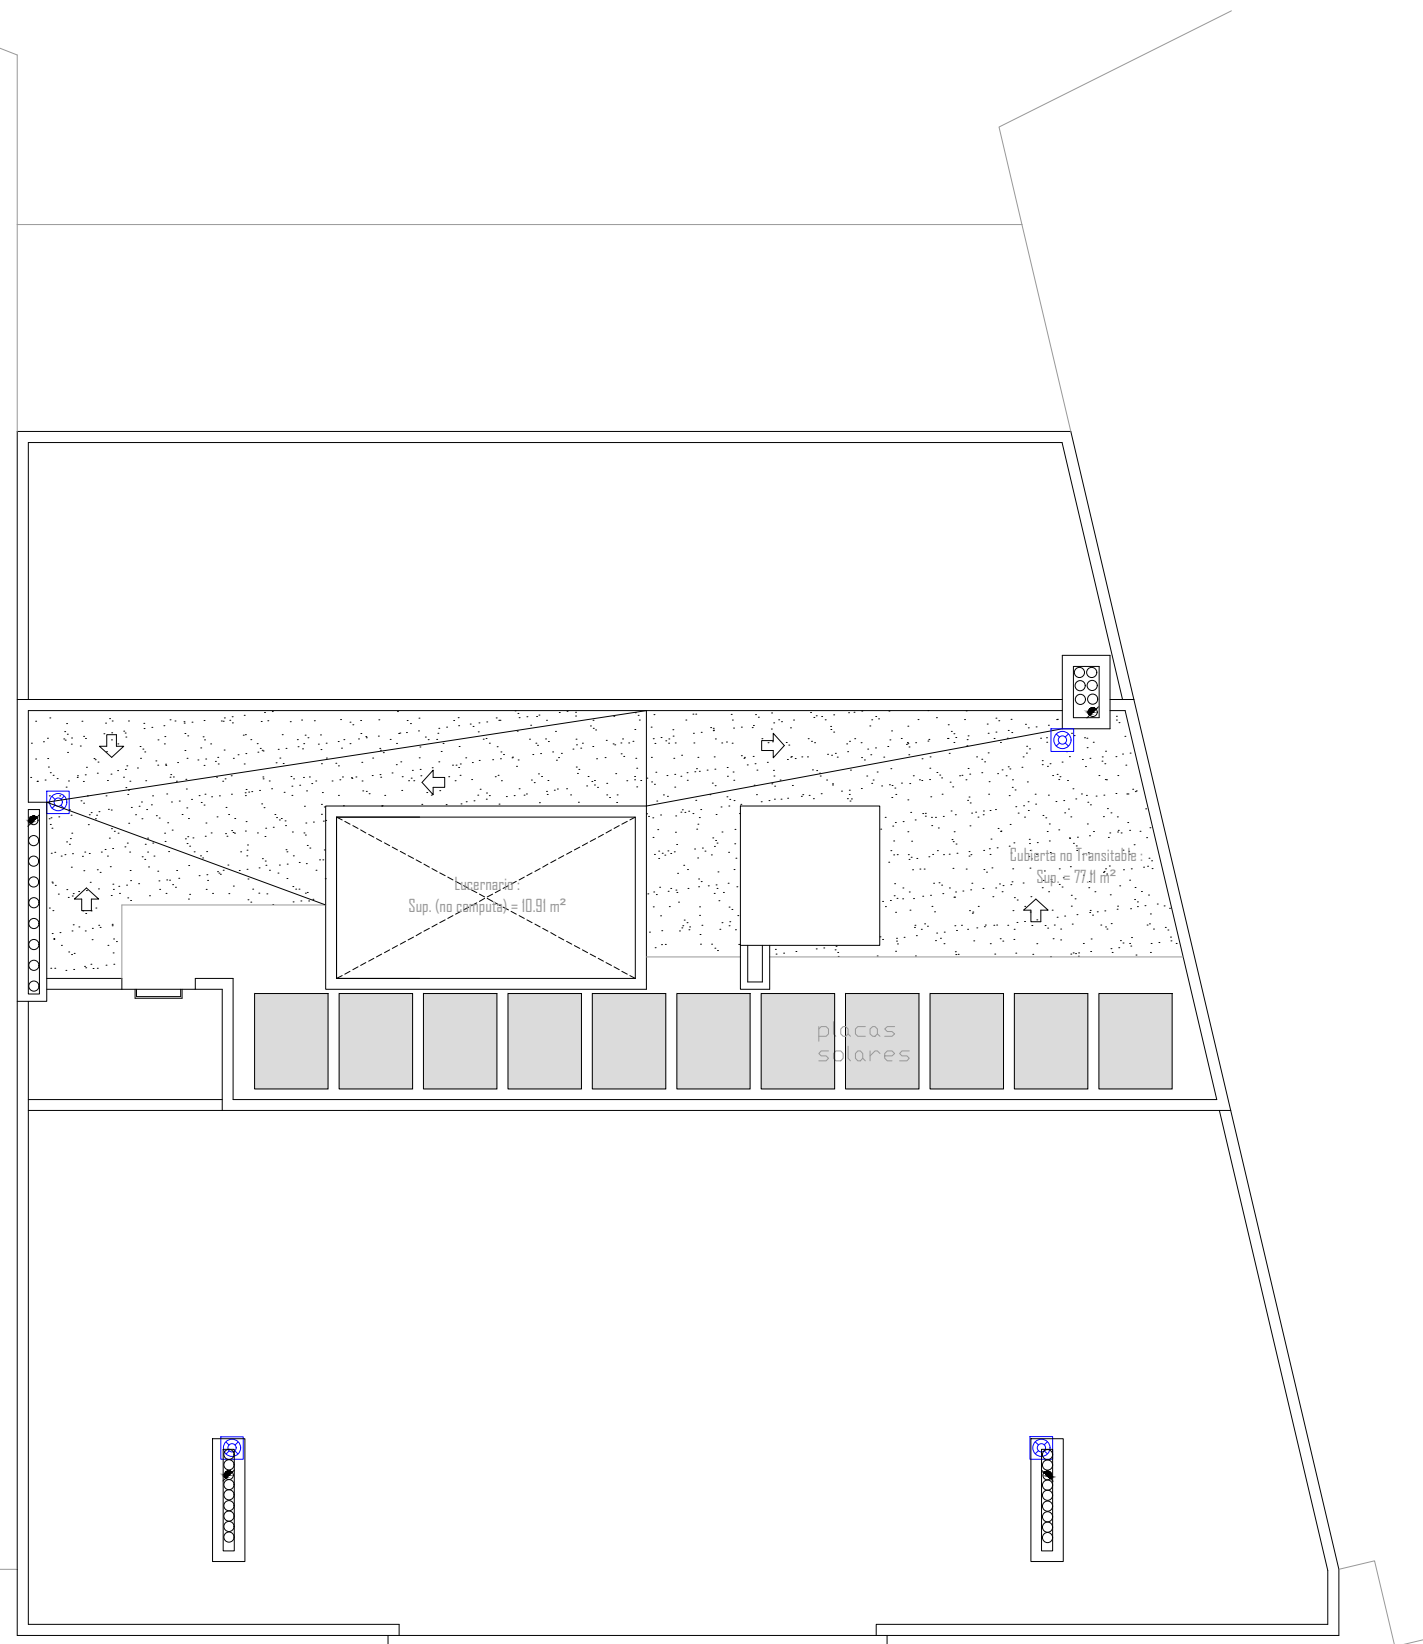 Cubierta no Transitable :
Sup. = 77.11 m²
Lucernario :
Sup. (no computa) = 10.91 m²
placas
solares